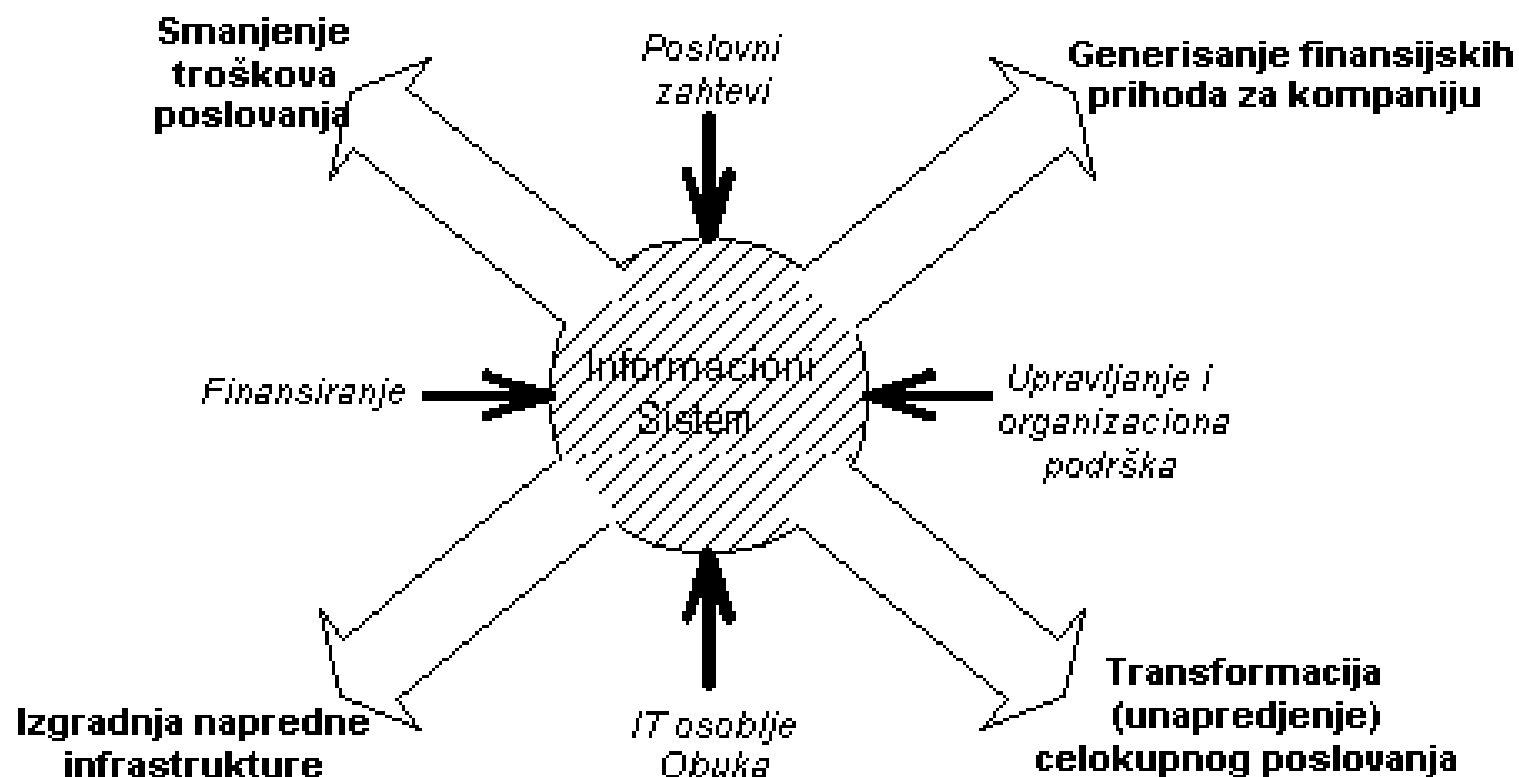 Smanjenje
troškova
poslovanja
Poslovni
zahtevi
Generisanje finansijskih
prihoda za kompaniju
Finansiranje
Informacioni
Sistem
Upravljanje i
organizaciona
podrška
Izgradnja napredne
infrastrukture
IT osoblje
Obuka
Transformacija
(unapredjenje)
celokupnog poslovanja